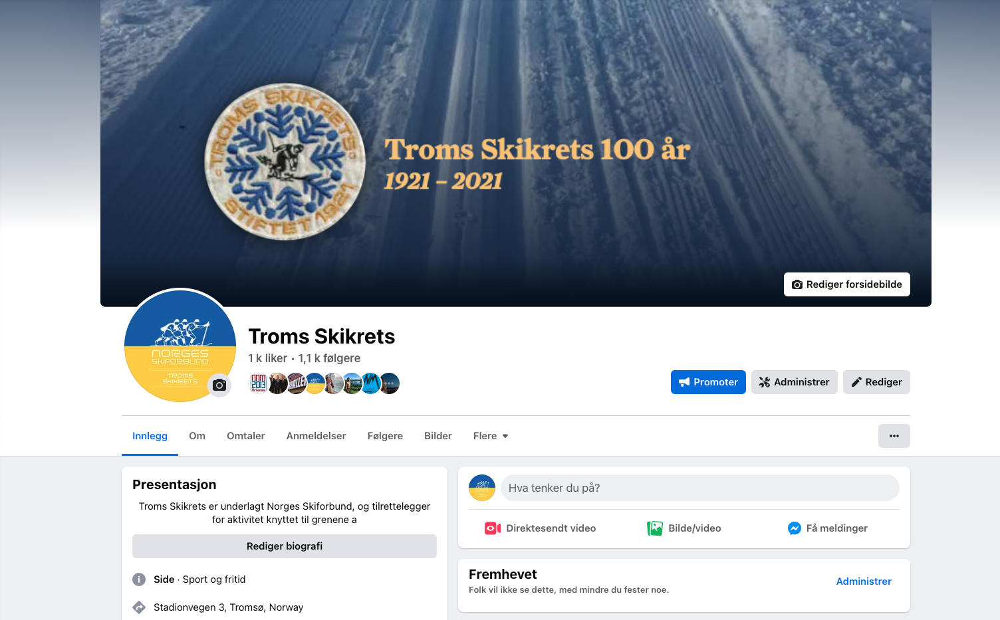 TROMS SKIKRETS
STIFTET 1921
Troms Skikrets 100 år
1921 – 2021
Rediger forsidebilde
NORGES
SKIFORBUND
TROMS
SKIKRETS
Troms Skikrets
1 k liker · 1,1 k følgere
NNM
2013
Promoter
Administrer
Rediger
Innlegg
Om
Omtaler
Anmeldelser
Følgere
Bilder
Flere
Presentasjon
Troms Skikrets er underlagt Norges Skiforbund, og tilrettelegger
for aktivitet knyttet til grenene a
Rediger biografi
Side · Sport og fritid
Stadionvegen 3, Tromsø, Norway
Hva tenker du på?
Direktesendt video
Bilde/video
Få meldinger
Fremhevet
Folk vil ikke se dette, med mindre du fester noe.
Administrer